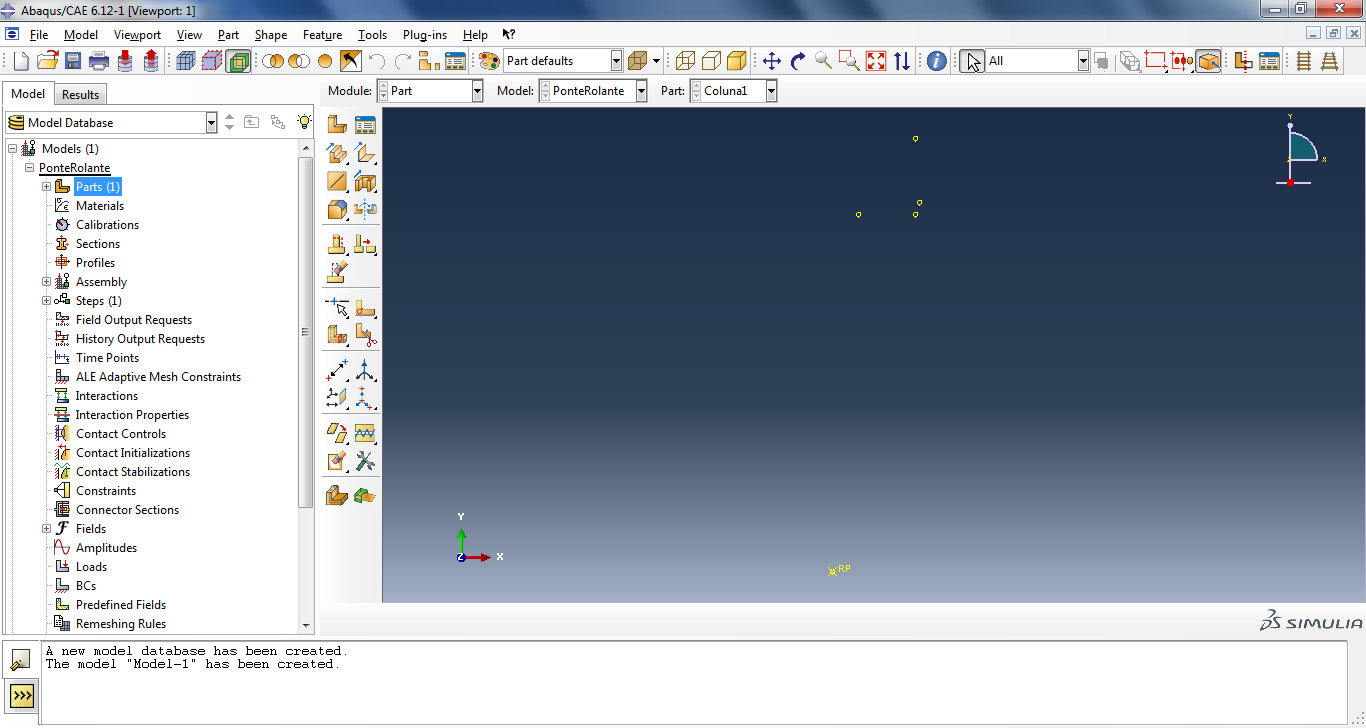 Abaqus/CAE 6.12-1 [Viewport: 1]
File Model Viewport View Part Shape Feature Tools Plug-ins Help
Part defaults All
Model Results Module: Part Model: PonteRolante Part: Coluna1
Model Database
Models (1)
PonteRolante
Parts (1)
Materials
Calibrations
Sections
Profiles
Assembly
Steps (1)
Field Output Requests
History Output Requests
Time Points
ALE Adaptive Mesh Constraints
Interactions
Interaction Properties
Contact Controls
Contact Initializations
Contact Stabilizations
Constraints
Connector Sections
Fields
Amplitudes
Loads
BCs
Predefined Fields
Remeshing Rules
Y
X
Y
X
Z
RP
SIMULIA
A new model database has been created.
The model "Model-1" has been created.
>>>